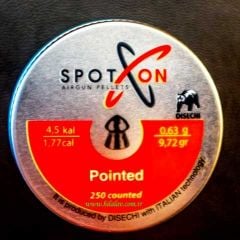 SPOT ON
AIRGUN PELLETS
DISECHI
4,5 kal
1.77cal
0.63 g
9,72 gr
Pointed
250 counted
It is produced by DISECHI with ITALIAN technology